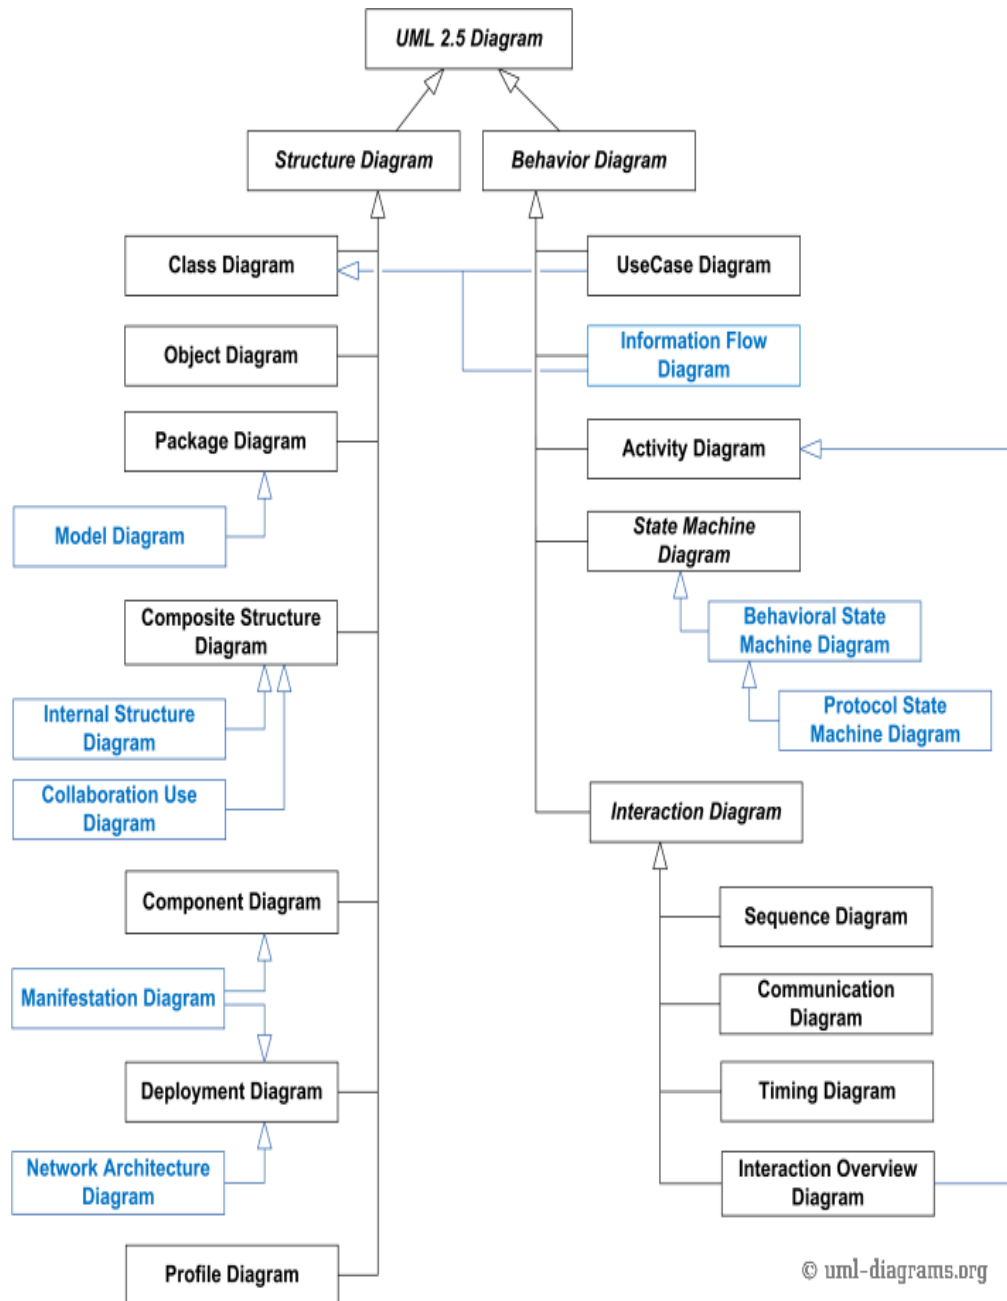 UML 2.5 Diagram
Structure Diagram
Behavior Diagram
Class Diagram
UseCase Diagram
Object Diagram
Information Flow
Diagram
Package Diagram
Activity Diagram
Model Diagram
State Machine
Diagram
Composite Structure
Diagram
Behavioral State
Machine Diagram
Internal Structure
Diagram
Protocol State
Machine Diagram
Collaboration Use
Diagram
Interaction Diagram
Component Diagram
Sequence Diagram
Manifestation Diagram
Communication
Diagram
Deployment Diagram
Timing Diagram
Network Architecture
Diagram
Interaction Overview
Diagram
Profile Diagram
© uml-diagrams.org